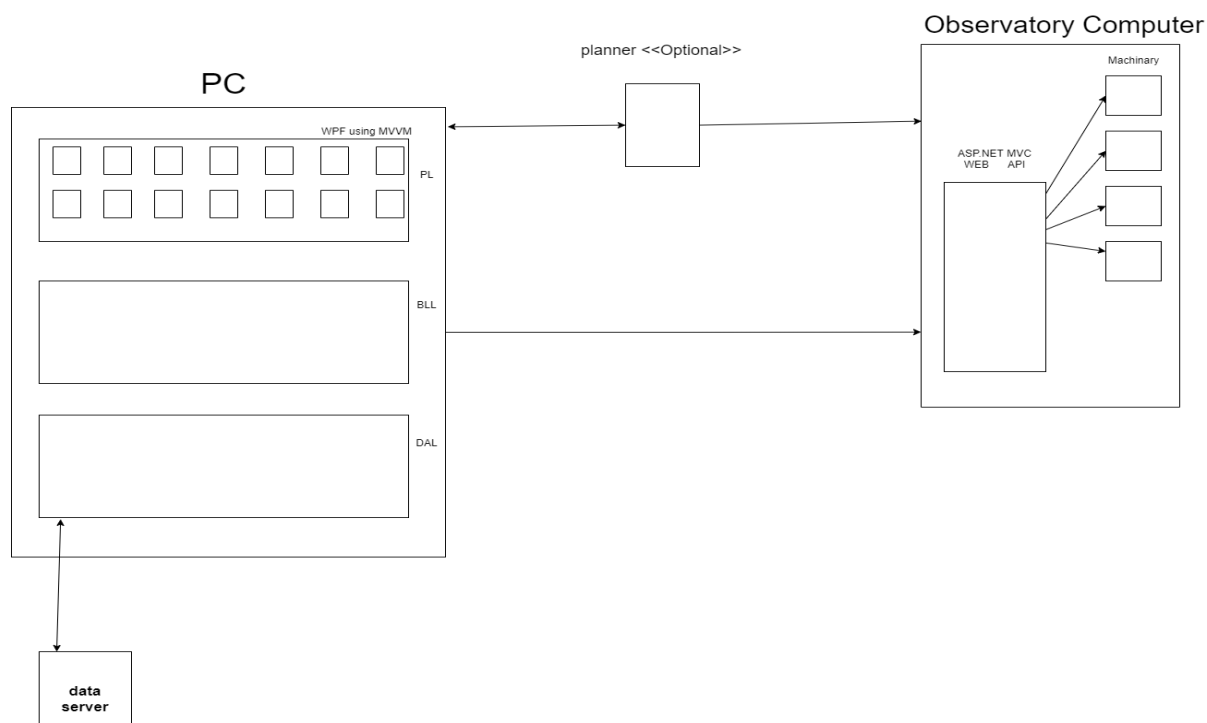 Observatory Computer
planner <<Optional>>
Machinary
PC
WPF using MVVM
PL
ASP.NET MVC
WEB API
BLL
DAL
data
server